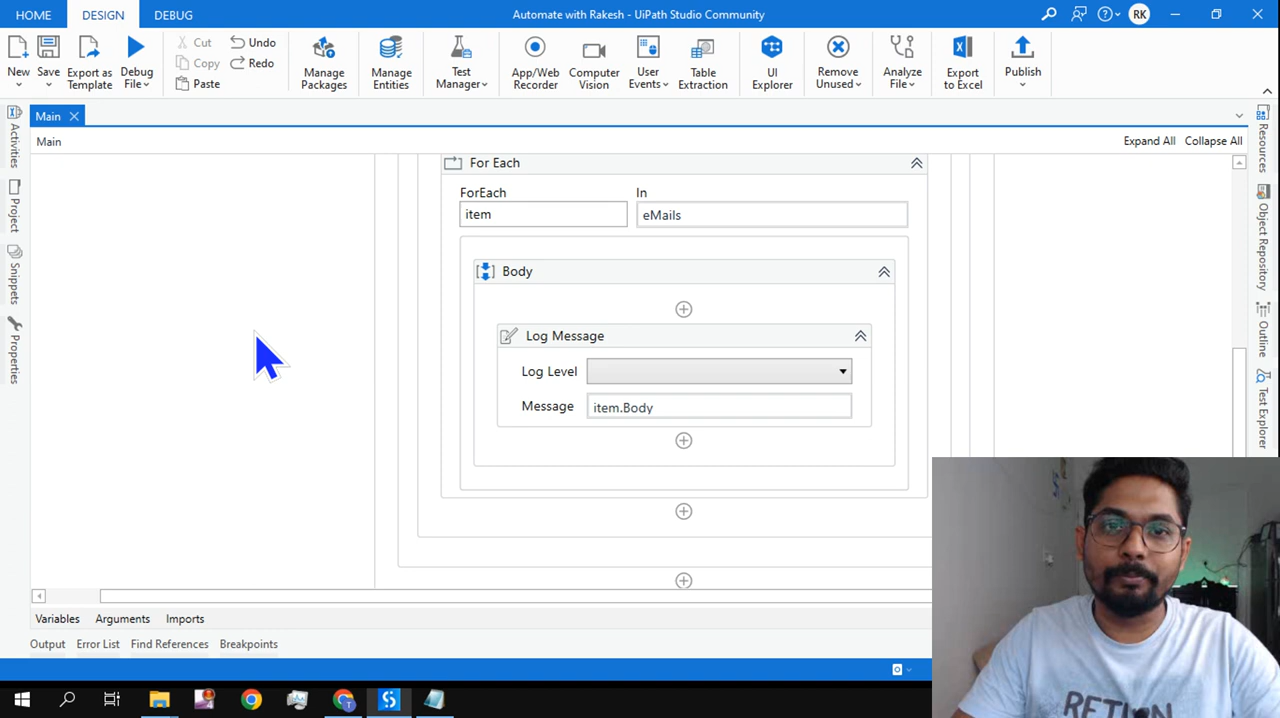 HOME DESIGN DEBUG Automate with Rakesh - UiPath Studio Community RK
New Save Export as Template Debug File Cut Copy Paste Undo Redo Manage Packages Manage Entities Test Manager App/Web Recorder Computer Vision User Events Table Extraction UI Explorer Remove Unused Analyze File Export to Excel Publish
Main
Main Expand All Collapse All
Activities
Project
Snippets
Properties
For Each
ForEach In
item eMails
Body
Log Message
Log Level
Message item.Body
Resources
Object Repository
Outline
Test Explorer
Variables Arguments Imports
Output Error List Find References Breakpoints
RETURN